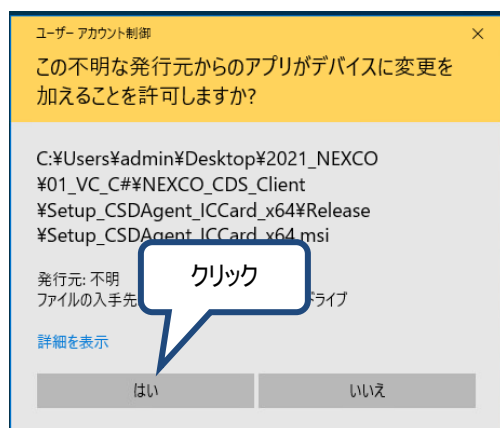 ユーザー アカウント制御
この不明な発行元からのアプリがデバイスに変更を
加えることを許可しますか?
C:¥Users¥admin¥Desktop¥2021_NEXCO
¥01_VC_C#¥NEXCO_CDS_Client
¥Setup_CSDAgent_ICCard_x64¥Release
¥Setup_CSDAgent_ICCard_x64.msi
発行元: 不明
クリック
ファイルの入手先
ドライブ
詳細を表示
はい
いいえ